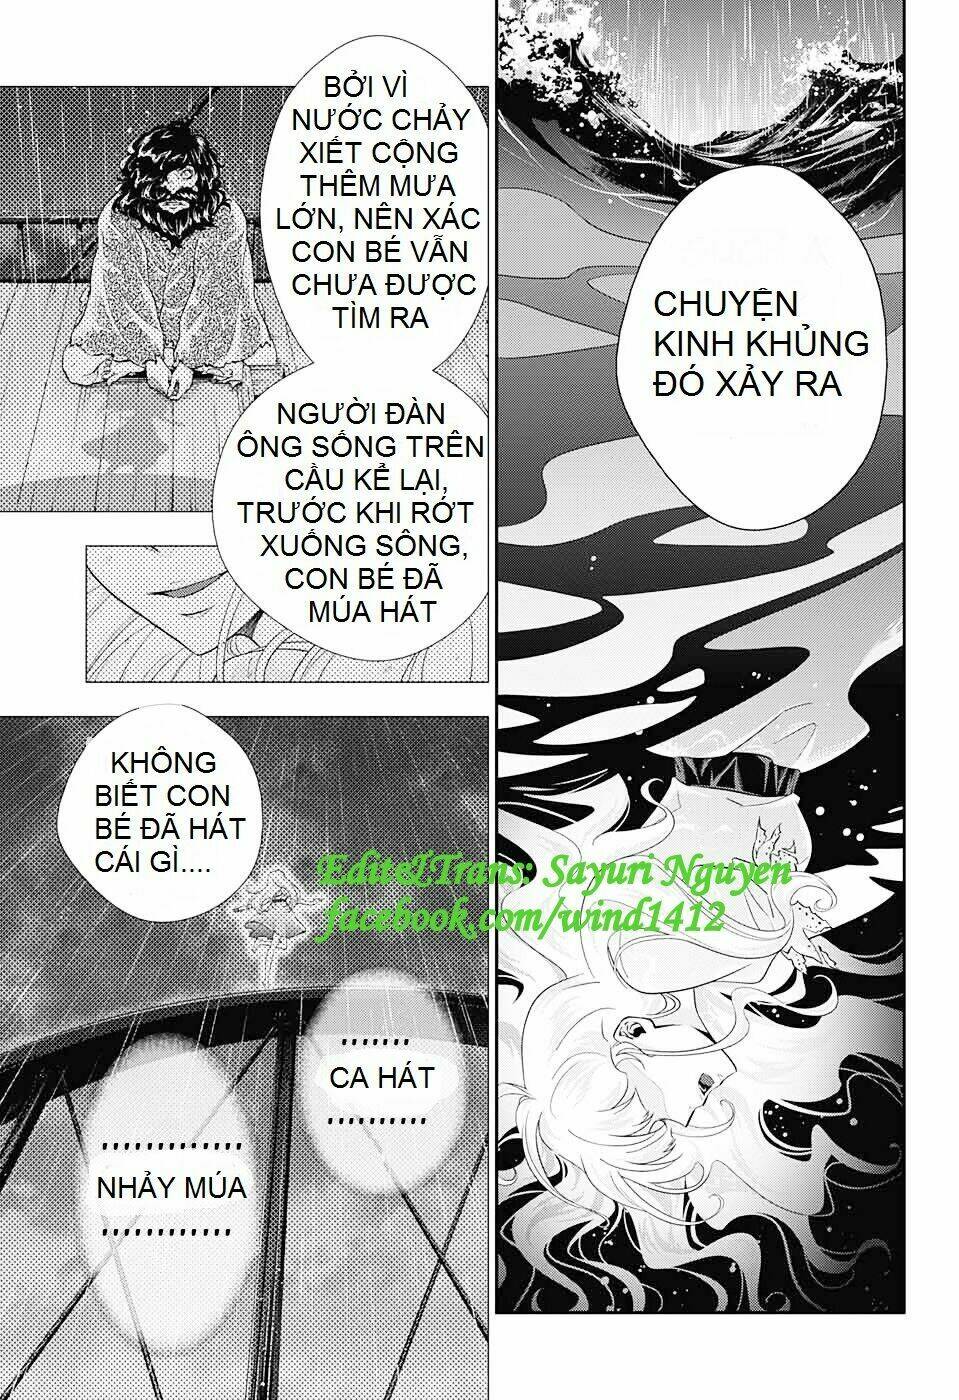 CHUYỆN
KINH KHỦNG
ĐÓ XẢY RA
BỞI VÌ
NƯỚC CHẢY
XIẾT CỘNG
THÊM MƯA
LỚN, NÊN XÁC
CON BÉ VẪN
CHƯA ĐƯỢC
TÌM RA
NGƯỜI ĐÀN
ÔNG SỐNG TRÊN
CẦU KỂ LẠI,
TRƯỚC KHI RỚT
XUỐNG SÔNG,
CON BÉ ĐÃ
MÚA HÁT
KHÔNG
BIẾT CON
BÉ ĐÃ HÁT
CÁI GÌ....
Edit&Trans: Sayuri Nguyen
facebook.com/wind1412
.......
CA HÁT
..........
............
NHẢY MÚA
............